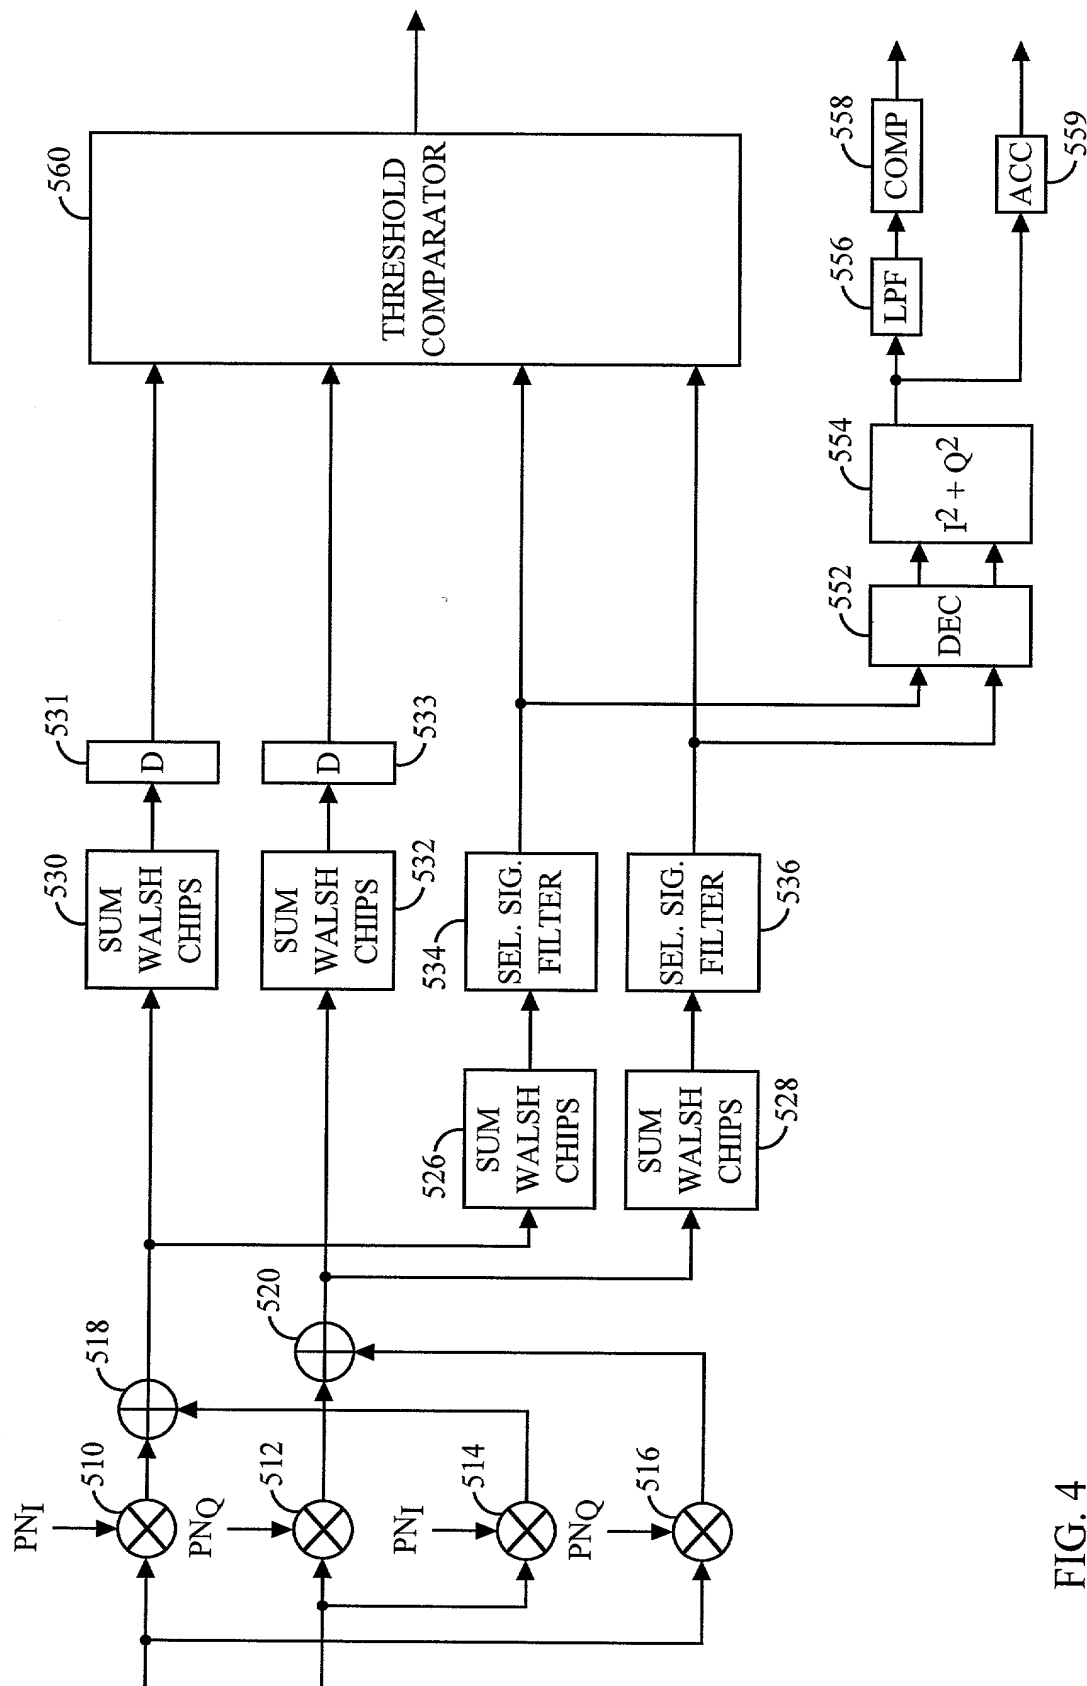 560
THRESHOLD
COMPARATOR
558
COMP
559
ACC
556
LPF
554
I² + Q²
552
DEC
531
D
533
D
530
SUM
WALSH
CHIPS
532
SUM
WALSH
CHIPS
534
SEL. SIG.
FILTER
536
SEL. SIG.
FILTER
526
SUM
WALSH
CHIPS
528
SUM
WALSH
CHIPS
518
520
PN_I
510
PN_Q
512
PN_I
514
PN_Q
516
FIG. 4